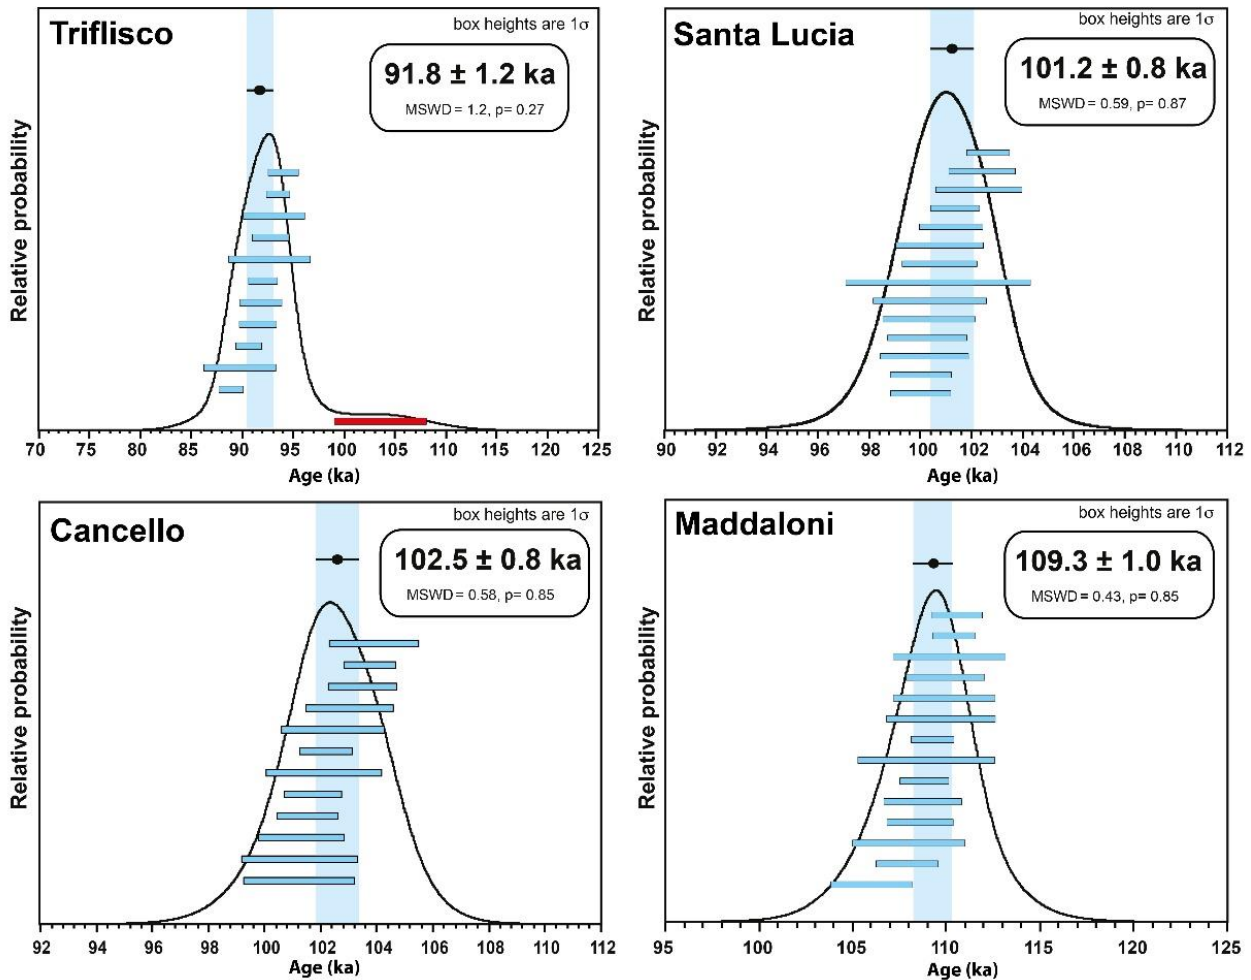 Triflisco
box heights are 1σ
91.8 ± 1.2 ka
MSWD = 1.2, p= 0.27
Relative probability
70 75 80 85 90 95 100 105 110 115 120 125
Age (ka)
Santa Lucia
box heights are 1σ
101.2 ± 0.8 ka
MSWD = 0.59, p= 0.87
Relative probability
90 92 94 96 98 100 102 104 106 108 110 112
Age (ka)
Cancello
box heights are 1σ
102.5 ± 0.8 ka
MSWD = 0.58, p= 0.85
Relative probability
92 94 96 98 100 102 104 106 108 110 112
Age (ka)
Maddaloni
box heights are 1σ
109.3 ± 1.0 ka
MSWD = 0.43, p= 0.85
Relative probability
95 100 105 110 115 120 125
Age (ka)